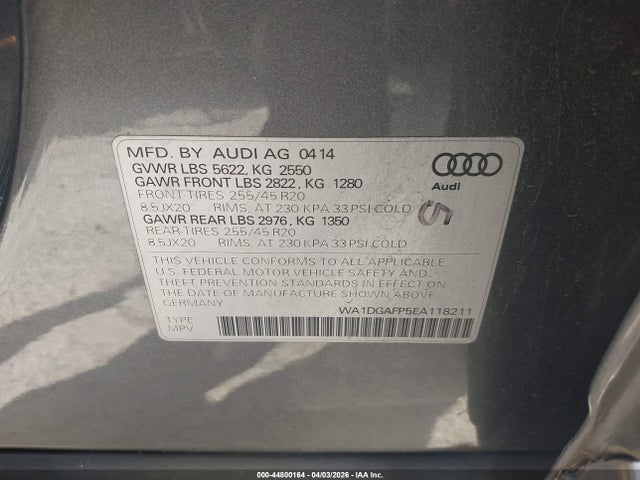 MFD. BY AUDI AG 0414
GVWR LBS 5622, KG 2550
GAWR FRONT LBS 2822, KG 1280
FRONT-TIRES 255/45 R20
8.5JX20 RIMS, AT 230 KPA 33 PSI COLD
GAWR REAR LBS 2976, KG 1350
REAR-TIRES 255/45 R20
8.5JX20 RIMS, AT 230 KPA 33 PSI COLD
Audi
5
THIS VEHICLE CONFORMS TO ALL APPLICABLE
U.S. FEDERAL MOTOR VEHICLE SAFETY AND
THEFT PREVENTION STANDARDS IN EFFECT ON
THE DATE OF MANUFACTURE SHOWN ABOVE
GERMANY
WA1DGAFP5EA118211
TYPE
MPV
000-44800164 - 04/03/2026 - IAA Inc.